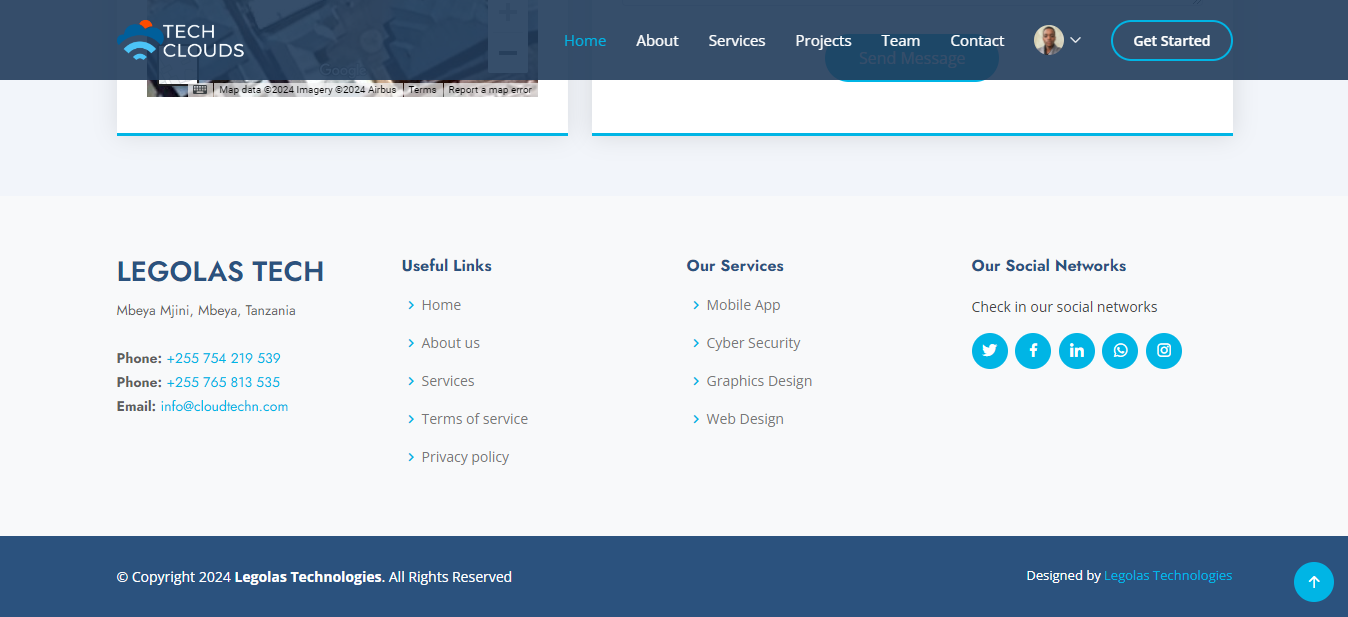 TECH
CLOUDS
Home
About
Services
Projects
Team
Contact
Get Started
Google
Send Message
Map data ©2024 Imagery ©2024 Airbus
Terms
Report a map error
LEGOLAS TECH
Mbeya Mjini, Mbeya, Tanzania
Phone: +255 754 219 539
Phone: +255 765 813 535
Email: info@cloudtechn.com
Useful Links
Home
About us
Services
Terms of service
Privacy policy
Our Services
Mobile App
Cyber Security
Graphics Design
Web Design
Our Social Networks
Check in our social networks
© Copyright 2024 Legolas Technologies. All Rights Reserved
Designed by Legolas Technologies